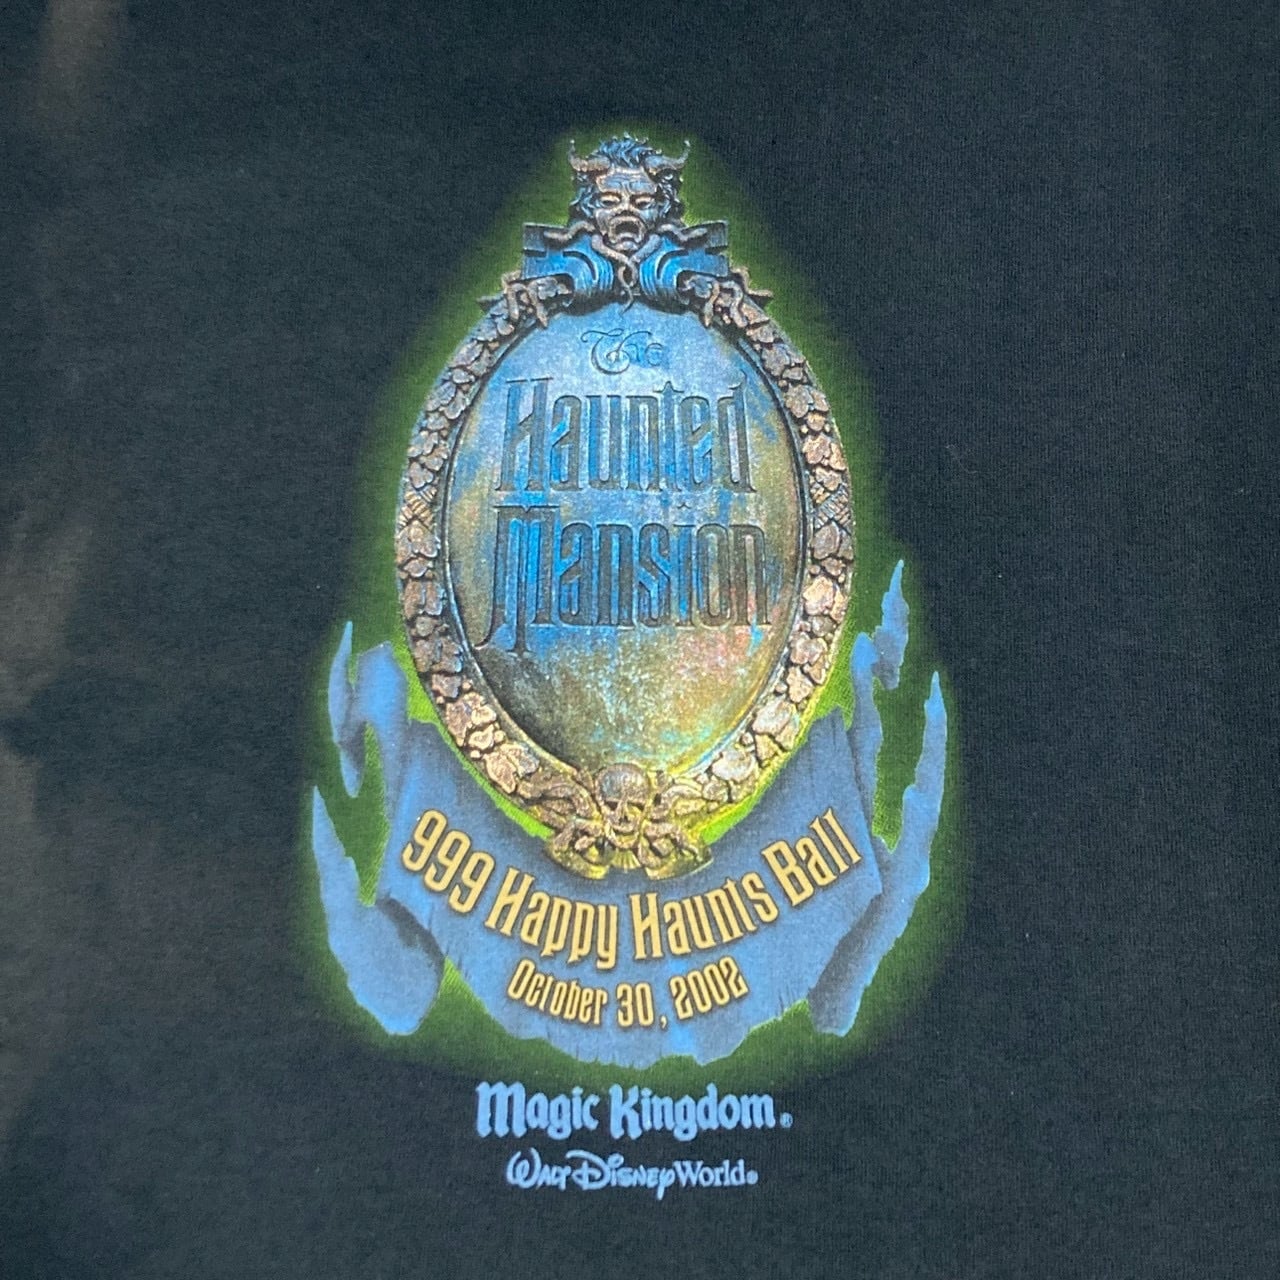 The
Haunted
Mansion
999 Happy Haunts Ball
October 30, 2002
Magic Kingdom®
Walt Disney World®